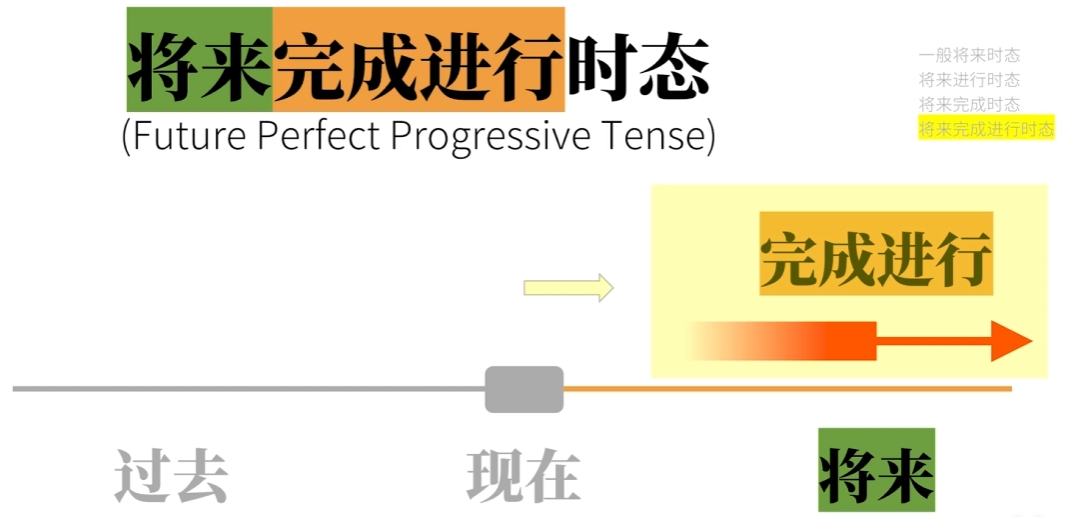 将来完成进行时态
(Future Perfect Progressive Tense)
一般将来时态
将来进行时态
将来完成时态
将来完成进行时态
完成进行
过去
现在
将来